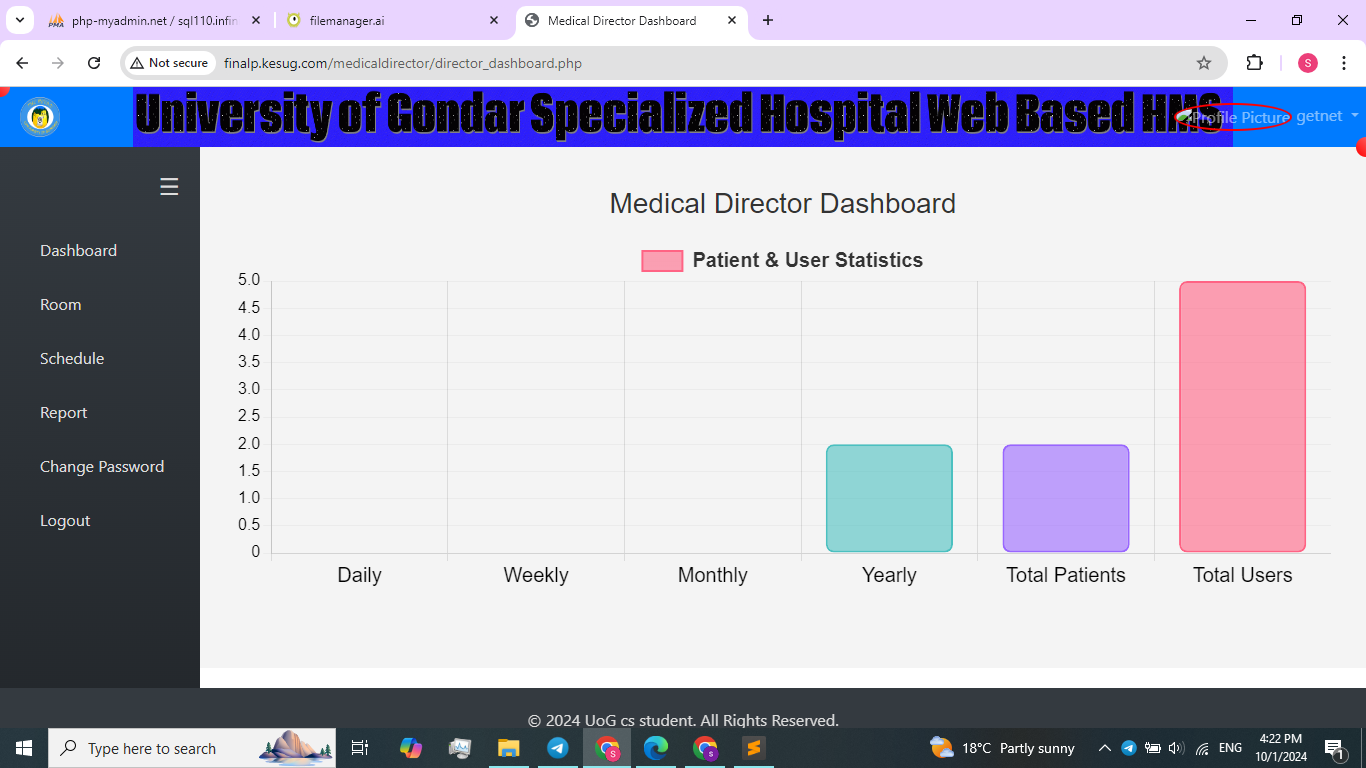 php-myadmin.net / sql110.infin
filemanager.ai
Medical Director Dashboard
Not secure
finalp.kesug.com/medicaldirector/director_dashboard.php
S
University of Gondar Specialized Hospital Web Based HMS
Profile Picture
getnet
Medical Director Dashboard
Dashboard
Room
Schedule
Report
Change Password
Logout
Patient & User Statistics
5.0
4.5
4.0
3.5
3.0
2.5
2.0
1.5
1.0
0.5
0
Daily
Weekly
Monthly
Yearly
Total Patients
Total Users
© 2024 UoG cs student. All Rights Reserved.
Type here to search
18°C Partly sunny
ENG
4:22 PM
10/1/2024
1